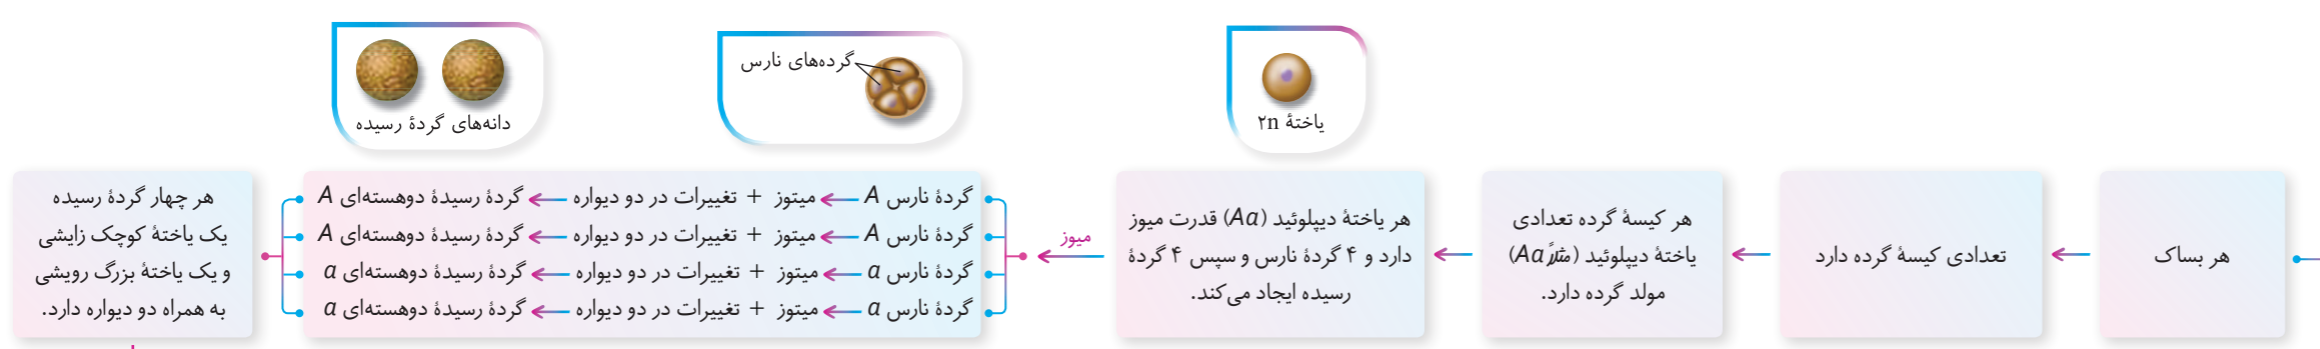 یاختهٔ ۲n
گرده‌های نارس
دانه‌های گردهٔ رسیده
هر بساک
تعدادی کیسهٔ گرده دارد
هر کیسهٔ گرده تعدادی
یاختهٔ دیپلوئید (مثلاً Aa)
مولد گرده دارد.
هر یاختهٔ دیپلوئید (Aa) قدرت میوز
دارد و ۴ گردهٔ نارس و سپس ۴ گردهٔ
رسیده ایجاد می‌کند.
میوز
گردهٔ نارس A ← میتوز + تغییرات در دو دیواره ← گردهٔ رسیدهٔ دوهسته‌ای A
گردهٔ نارس A ← میتوز + تغییرات در دو دیواره ← گردهٔ رسیدهٔ دوهسته‌ای A
گردهٔ نارس a ← میتوز + تغییرات در دو دیواره ← گردهٔ رسیدهٔ دوهسته‌ای a
گردهٔ نارس a ← میتوز + تغییرات در دو دیواره ← گردهٔ رسیدهٔ دوهسته‌ای a
هر چهار گردهٔ رسیده
یک یاختهٔ کوچک زایشی
و یک یاختهٔ بزرگ رویشی
به همراه دو دیواره دارد.